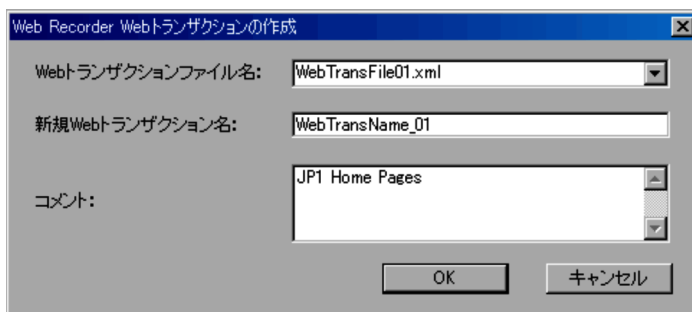 Web Recorder Webトランザクションの作成
Webトランザクションファイル名: WebTransFile01.xml
新規Webトランザクション名: WebTransName_01
コメント: JP1 Home Pages
OK キャンセル